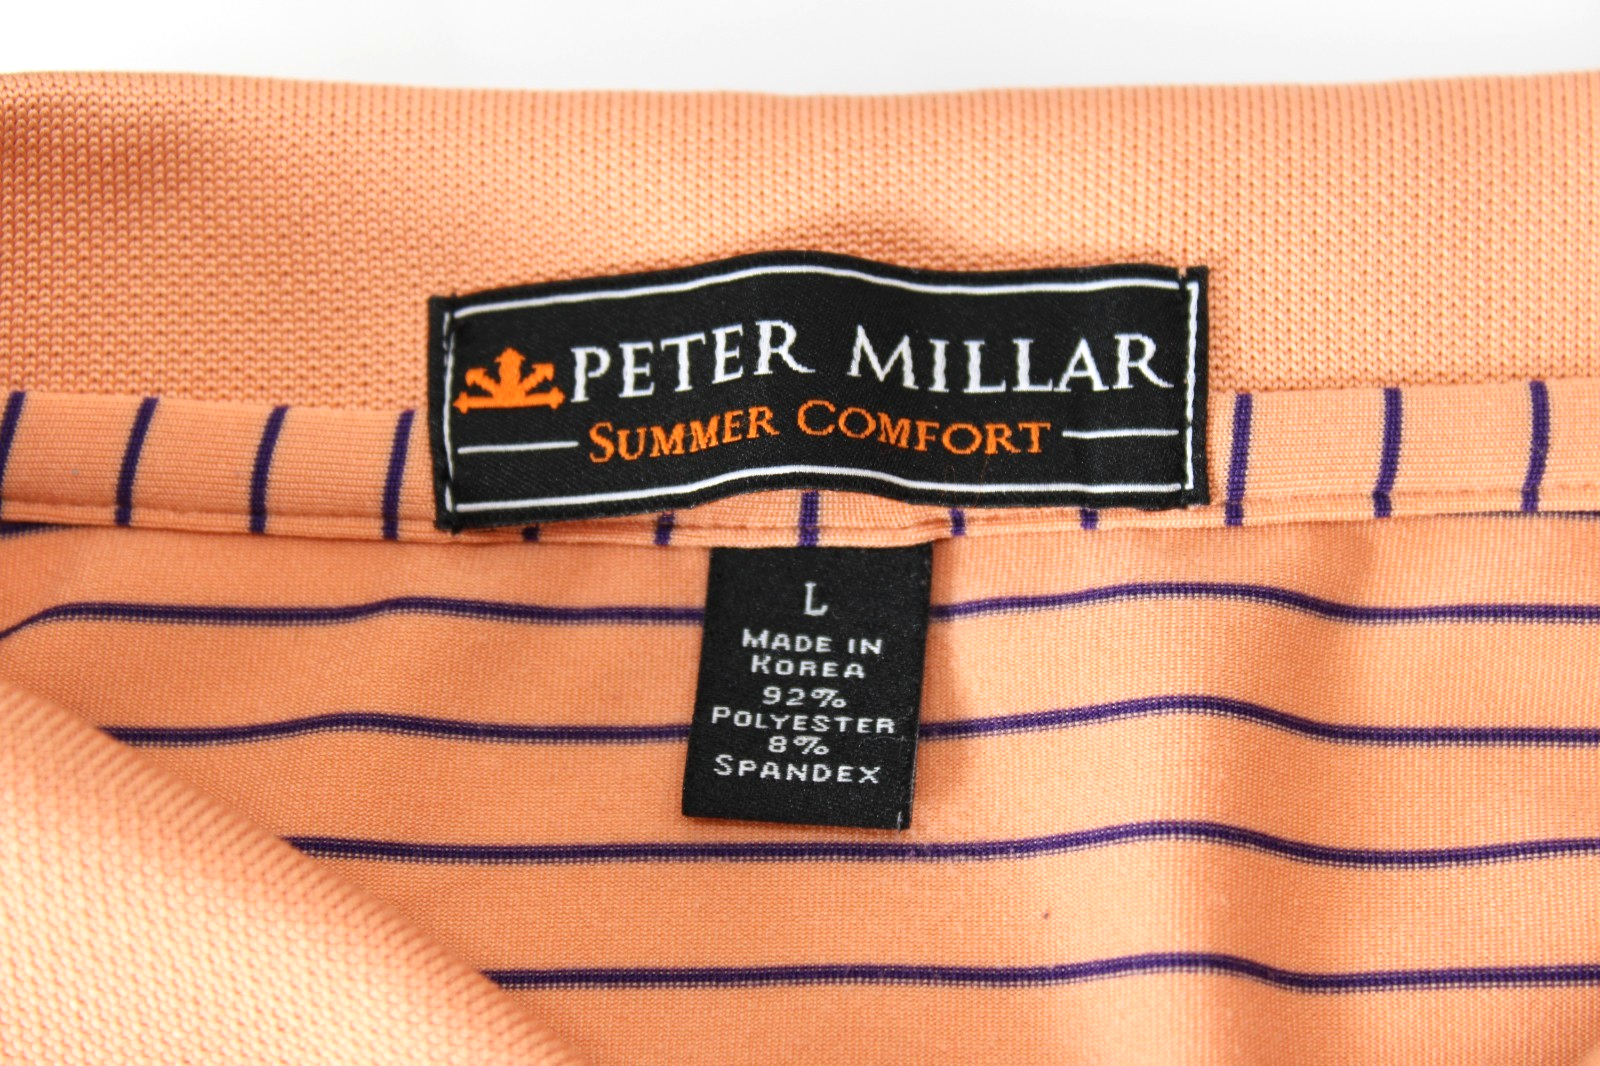 PETER MILLAR
SUMMER COMFORT
L
MADE IN
KOREA
92%
POLYESTER
8%
SPANDEX